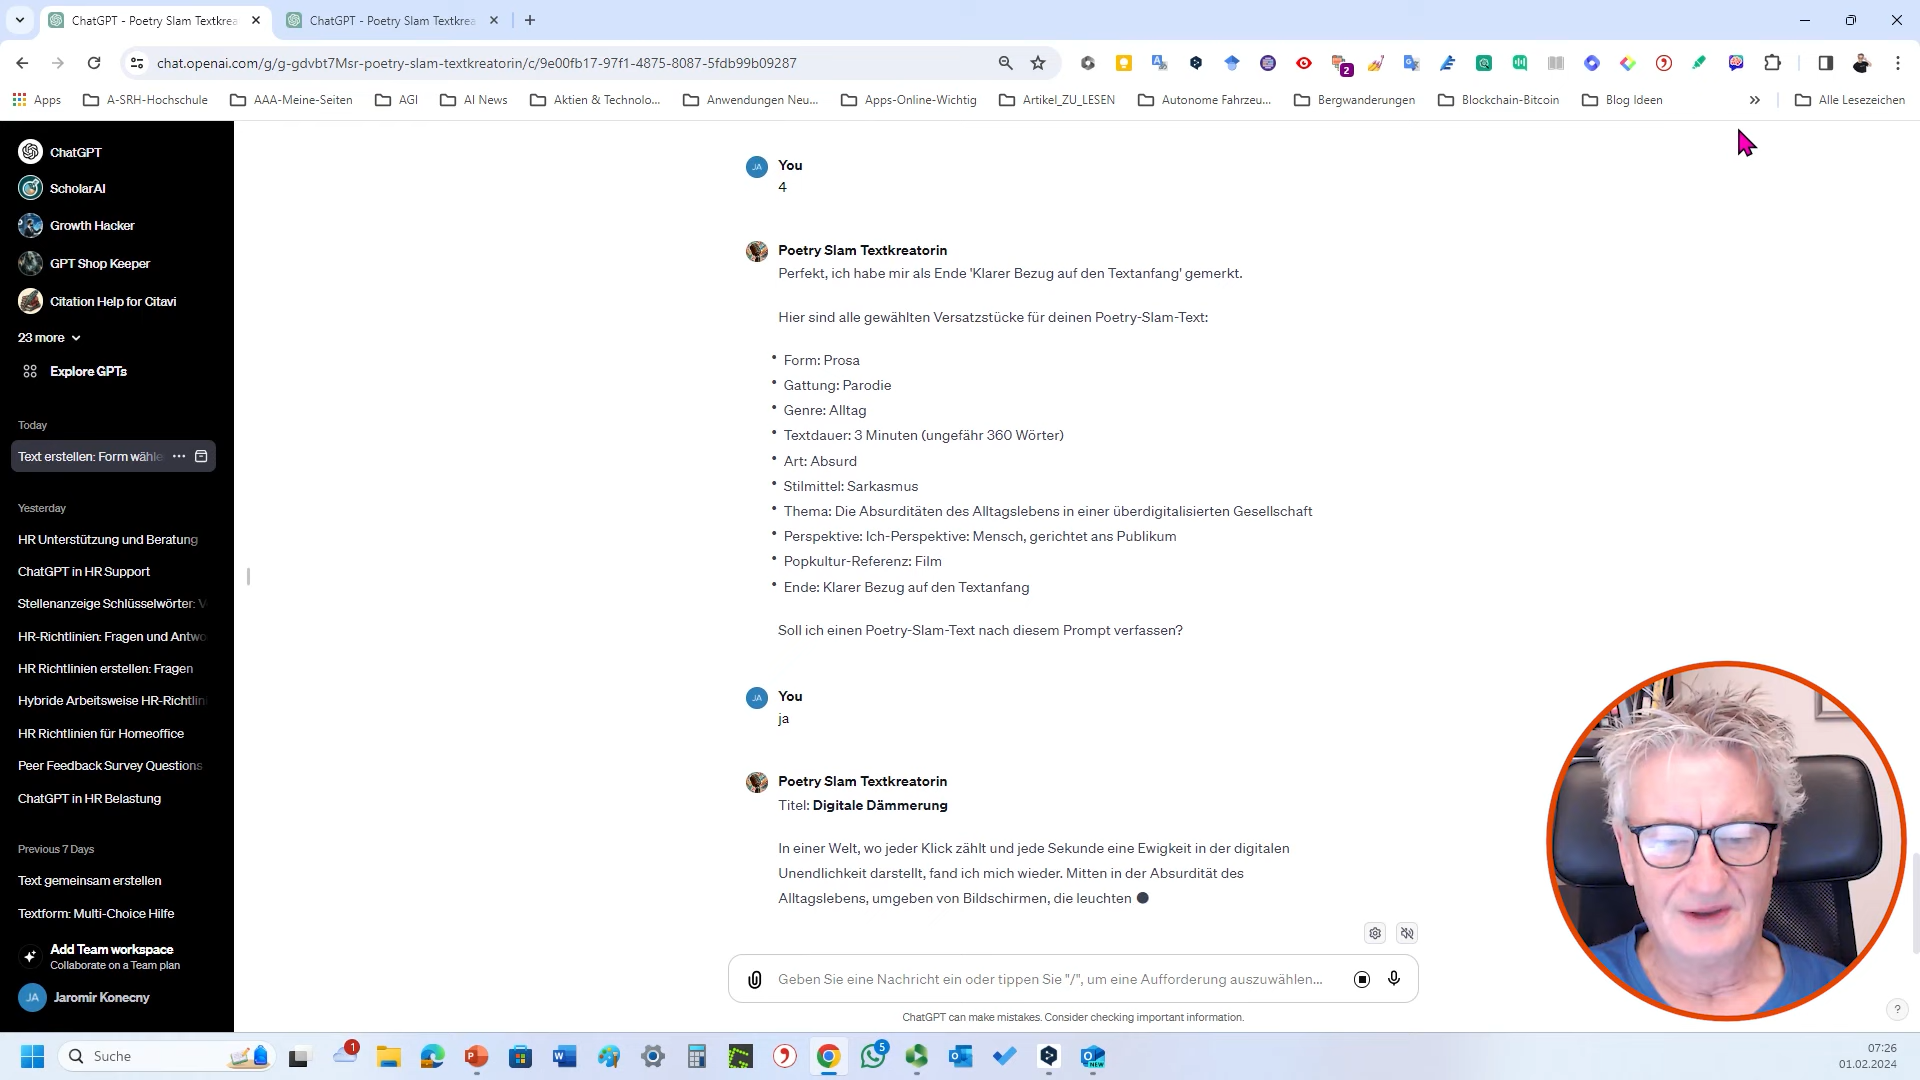 ChatGPT - Poetry Slam Textkrea
ChatGPT - Poetry Slam Textkrea
chat.openai.com/g/g-gdvbt7Msr-poetry-slam-textkreatorin/c/9e00fb17-97f1-4875-8087-5fdb99b09287
2
Apps
A-SRH-Hochschule
AAA-Meine-Seiten
AGI
AI News
Aktien & Technolo...
Anwendungen Neu...
Apps-Online-Wichtig
Artikel_ZU_LESEN
Autonome Fahrzeu...
Bergwanderungen
Blockchain-Bitcoin
Blog Ideen
Alle Lesezeichen
ChatGPT
ScholarAI
Growth Hacker
GPT Shop Keeper
Citation Help for Citavi
23 more
Explore GPTs
Today
Text erstellen: Form wähle
Yesterday
HR Unterstützung und Beratung
ChatGPT in HR Support
Stellenanzeige Schlüsselwörter: V
HR-Richtlinien: Fragen und Antwo
HR Richtlinien erstellen: Fragen
Hybride Arbeitsweise HR-Richtlin
HR Richtlinien für Homeoffice
Peer Feedback Survey Questions
ChatGPT in HR Belastung
Previous 7 Days
Text gemeinsam erstellen
Textform: Multi-Choice Hilfe
Add Team workspace
Collaborate on a Team plan
JA Jaromir Konecny
JA You
4
Poetry Slam Textkreatorin
Perfekt, ich habe mir als Ende 'Klarer Bezug auf den Textanfang' gemerkt.
Hier sind alle gewählten Versatzstücke für deinen Poetry-Slam-Text:
• Form: Prosa
• Gattung: Parodie
• Genre: Alltag
• Textdauer: 3 Minuten (ungefähr 360 Wörter)
• Art: Absurd
• Stilmittel: Sarkasmus
• Thema: Die Absurditäten des Alltagslebens in einer überdigitalisierten Gesellschaft
• Perspektive: Ich-Perspektive: Mensch, gerichtet ans Publikum
• Popkultur-Referenz: Film
• Ende: Klarer Bezug auf den Textanfang
Soll ich einen Poetry-Slam-Text nach diesem Prompt verfassen?
JA You
ja
Poetry Slam Textkreatorin
Titel: Digitale Dämmerung
In einer Welt, wo jeder Klick zählt und jede Sekunde eine Ewigkeit in der digitalen
Unendlichkeit darstellt, fand ich mich wieder. Mitten in der Absurdität des
Alltagslebens, umgeben von Bildschirmen, die leuchten
Geben Sie eine Nachricht ein oder tippen Sie "/", um eine Aufforderung auszuwählen...
ChatGPT can make mistakes. Consider checking important information.
?
Suche
1
5
NEW
07:26
01.02.2024